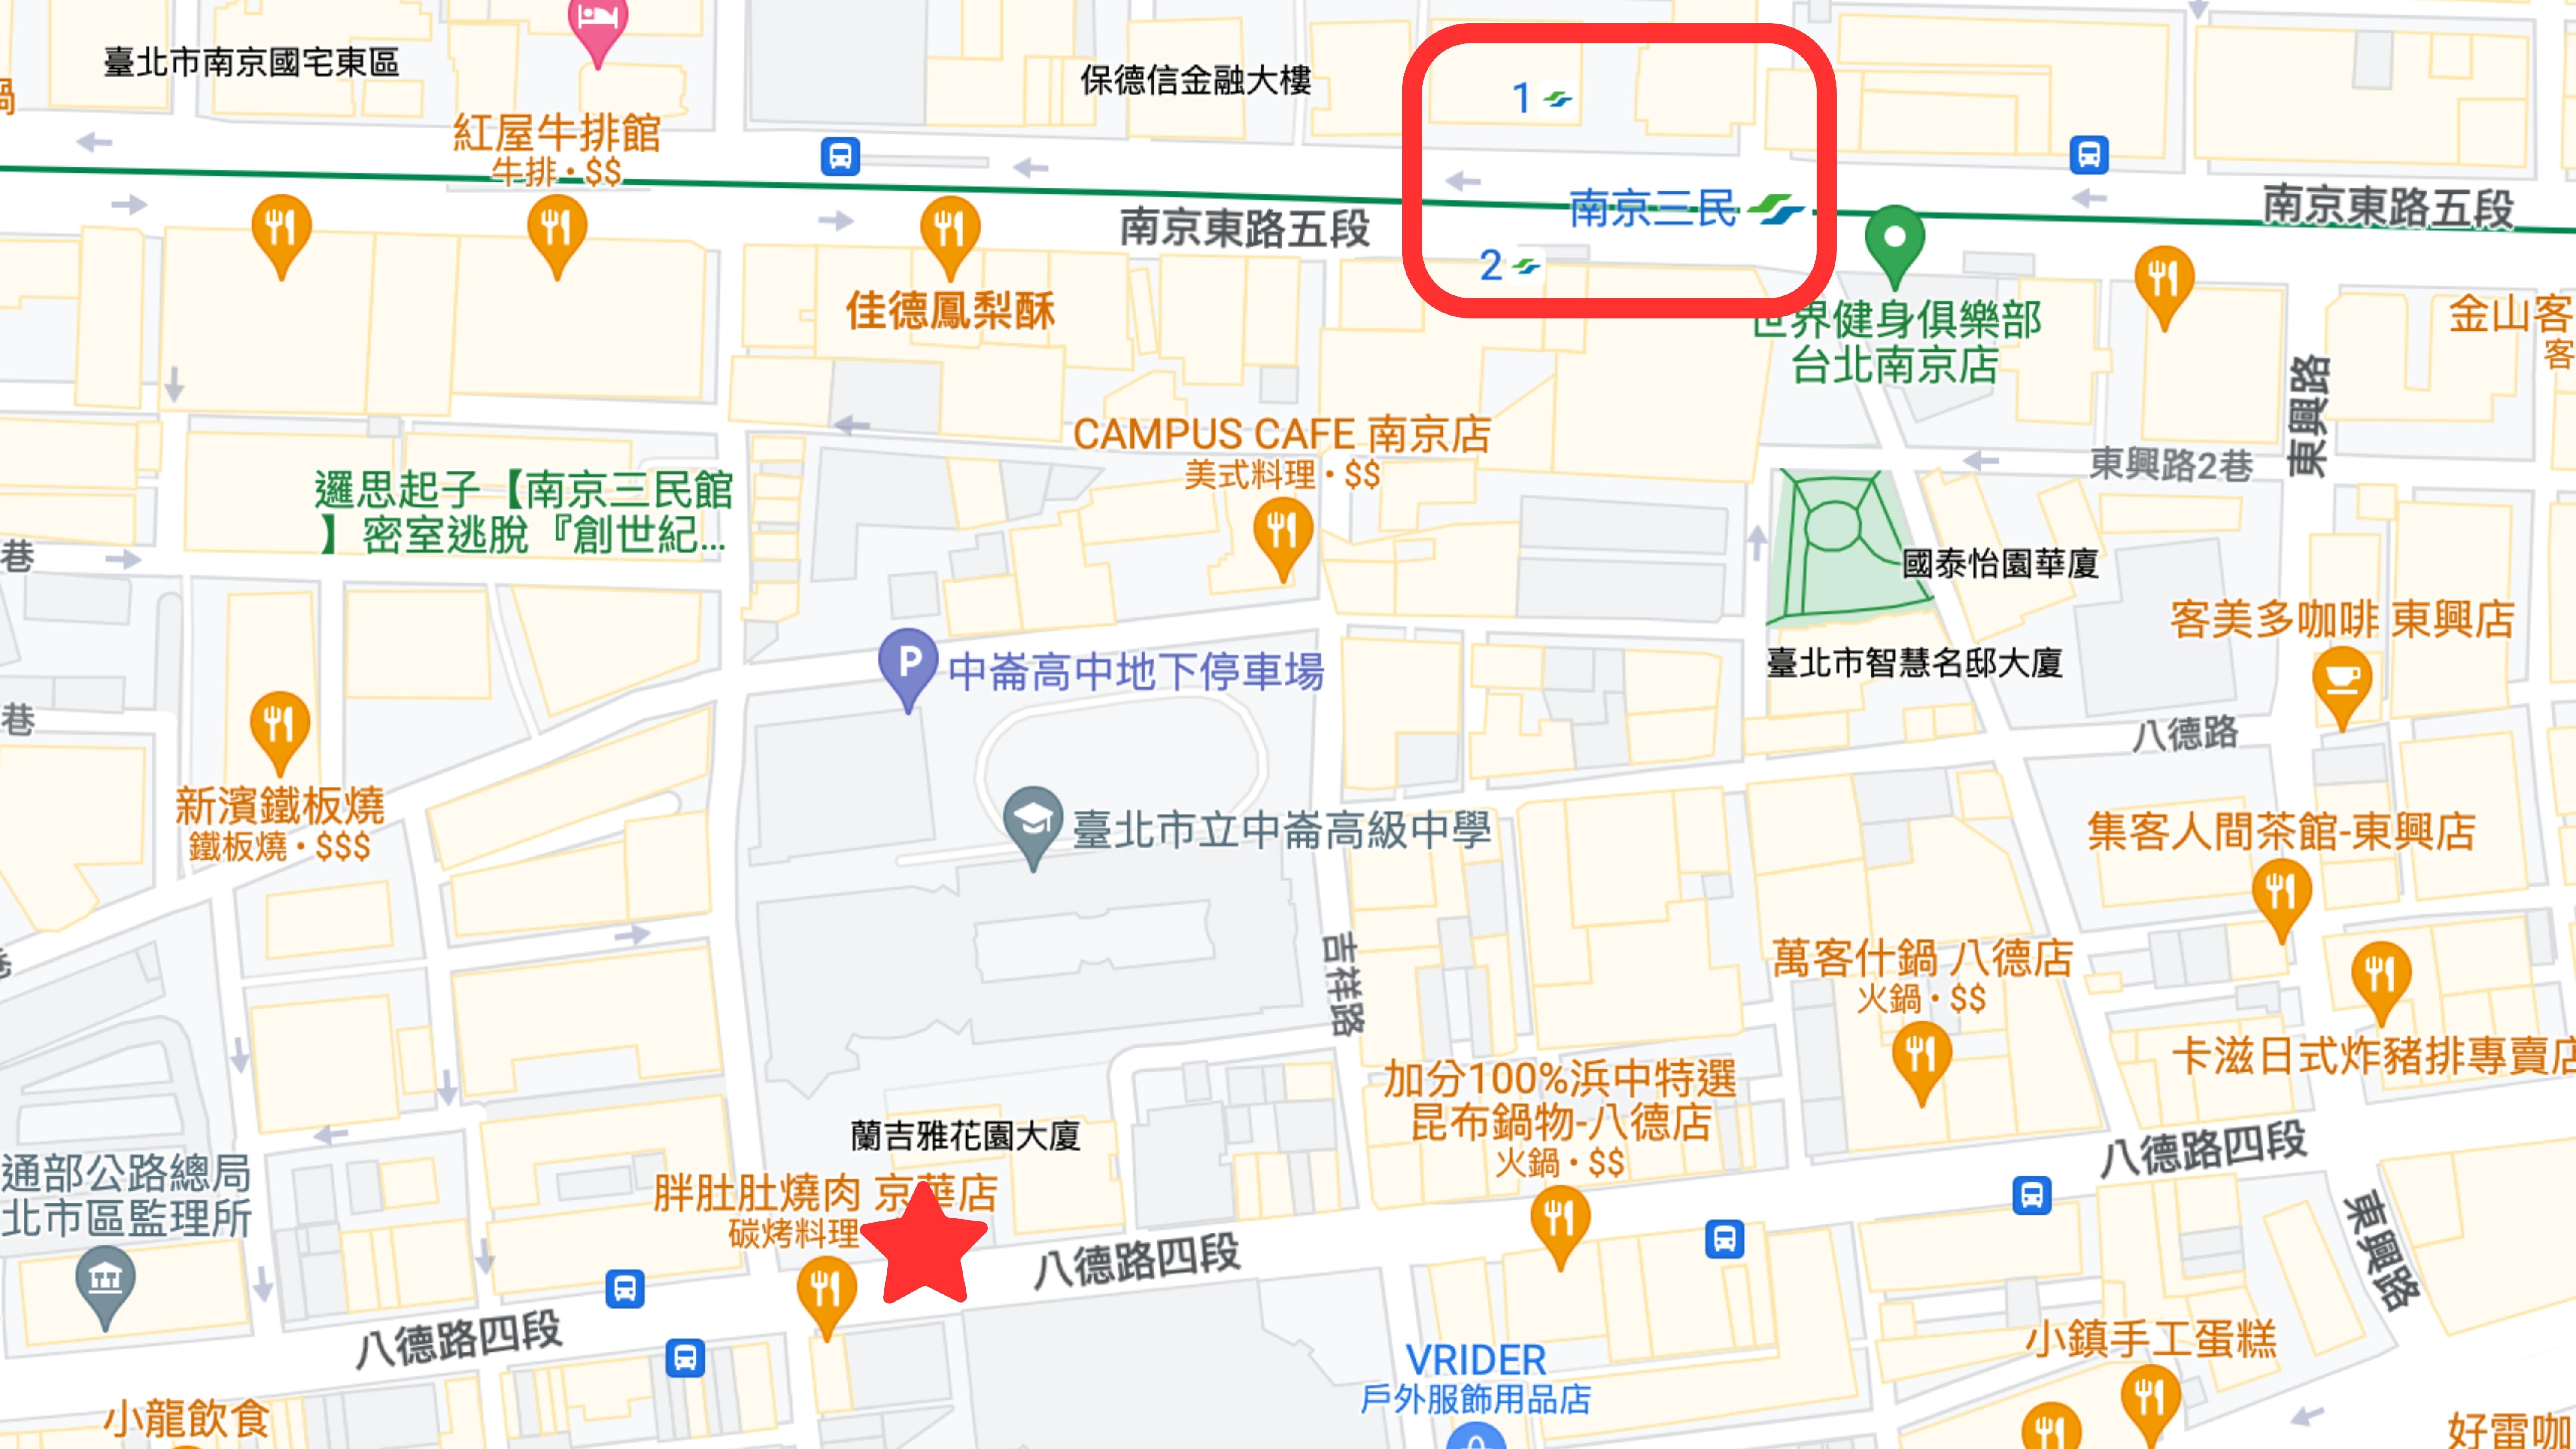 臺北市南京國宅東區
保德信金融大樓
1
鍋
紅屋牛排館
牛排・$$
南京三民
南京東路五段
南京東路五段
2
佳德鳳梨酥
世界健身俱樂部
台北南京店
金山客
客
東興路
CAMPUS CAFE 南京店
美式料理・$$
東興路2巷
邏思起子【南京三民館
】密室逃脫『創世紀...
巷
國泰怡園華廈
客美多咖啡 東興店
P
中崙高中地下停車場
臺北市智慧名邸大廈
巷
八德路
新濱鐵板燒
鐵板燒・$$$
臺北市立中崙高級中學
集客人間茶館-東興店
巷
吉祥路
萬客什鍋 八德店
火鍋・$$
卡滋日式炸豬排專賣店
加分100%浜中特選
昆布鍋物-八德店
火鍋・$$
蘭吉雅花園大廈
八德路四段
通部公路總局
北市區監理所
胖肚肚燒肉 京華店
碳烤料理
八德路四段
東興路
八德路四段
VRIDER
戶外服飾用品店
小鎮手工蛋糕
小龍飲食
好雷咖